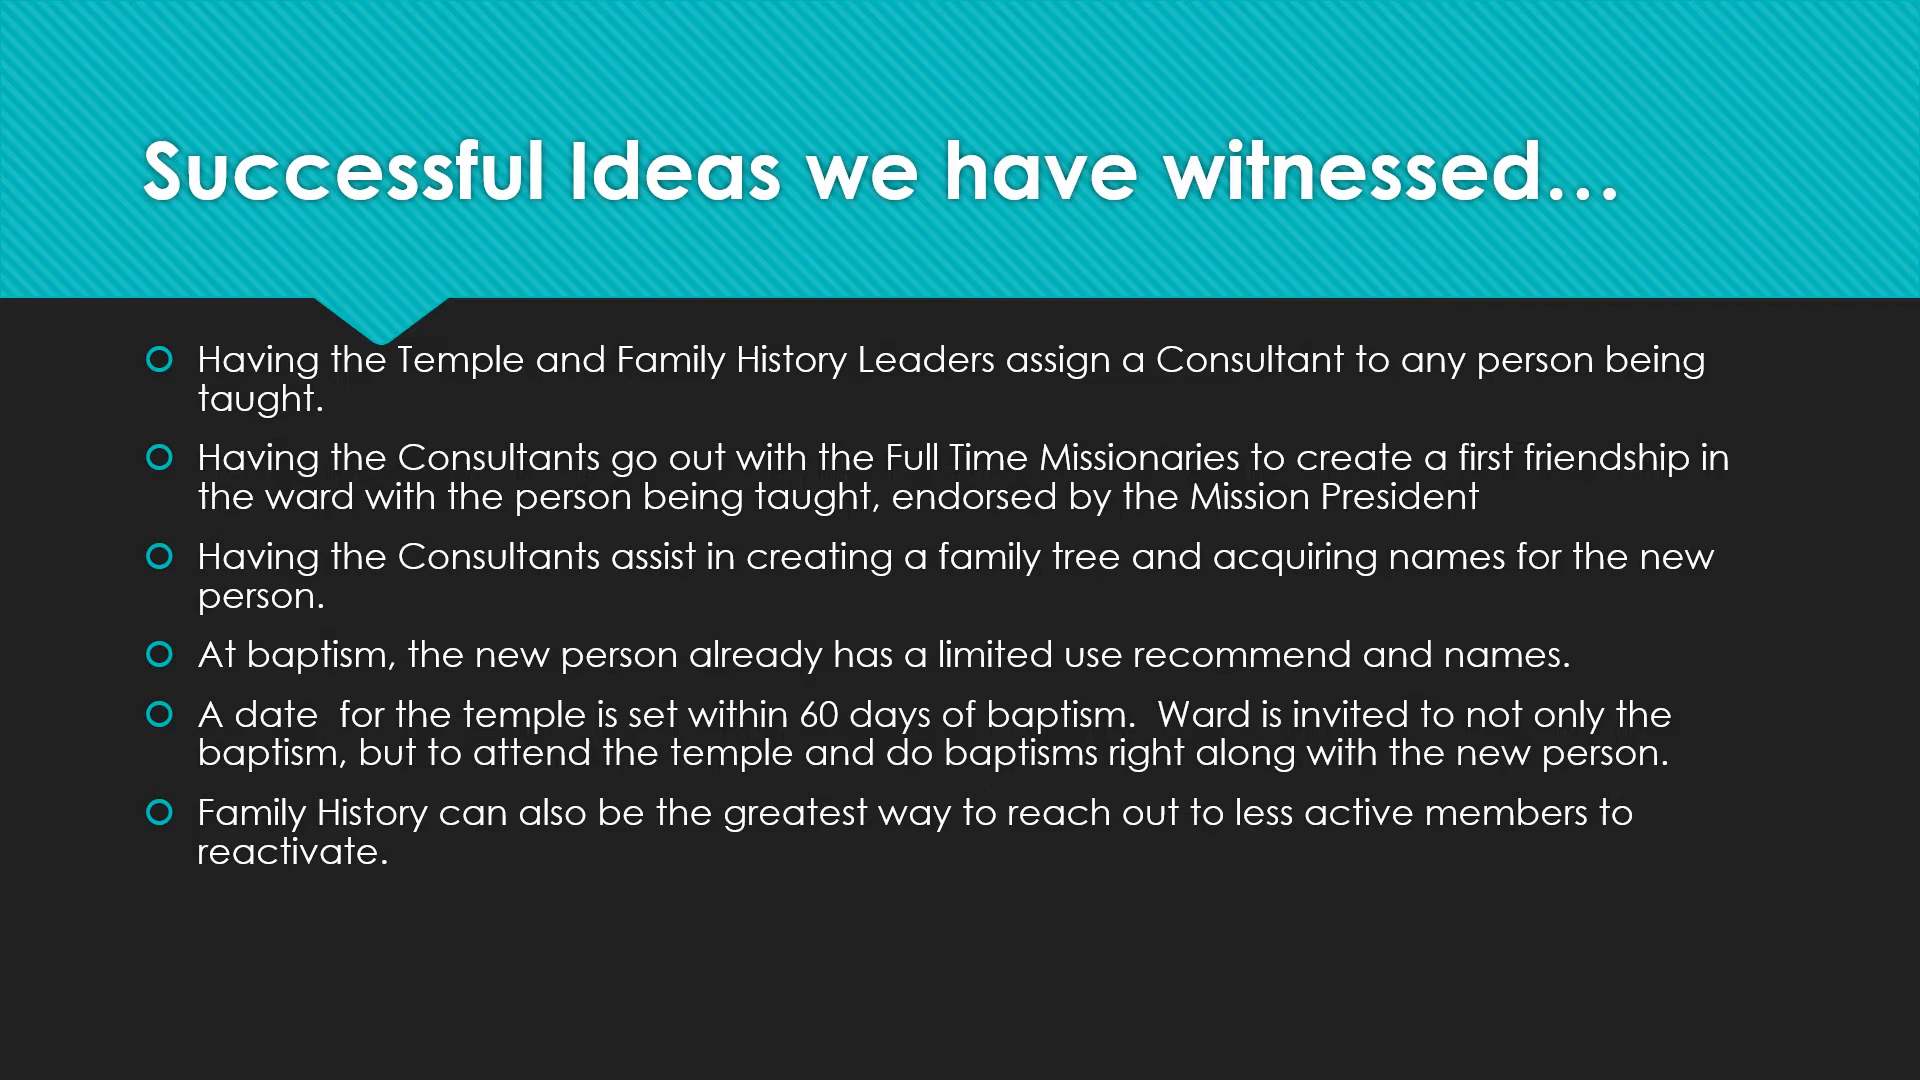 Successful Ideas we have witnessed…
Having the Temple and Family History Leaders assign a Consultant to any person being
taught.
Having the Consultants go out with the Full Time Missionaries to create a first friendship in
the ward with the person being taught, endorsed by the Mission President
Having the Consultants assist in creating a family tree and acquiring names for the new
person.
At baptism, the new person already has a limited use recommend and names.
A date  for the temple is set within 60 days of baptism.  Ward is invited to not only the
baptism, but to attend the temple and do baptisms right along with the new person.
Family History can also be the greatest way to reach out to less active members to
reactivate.